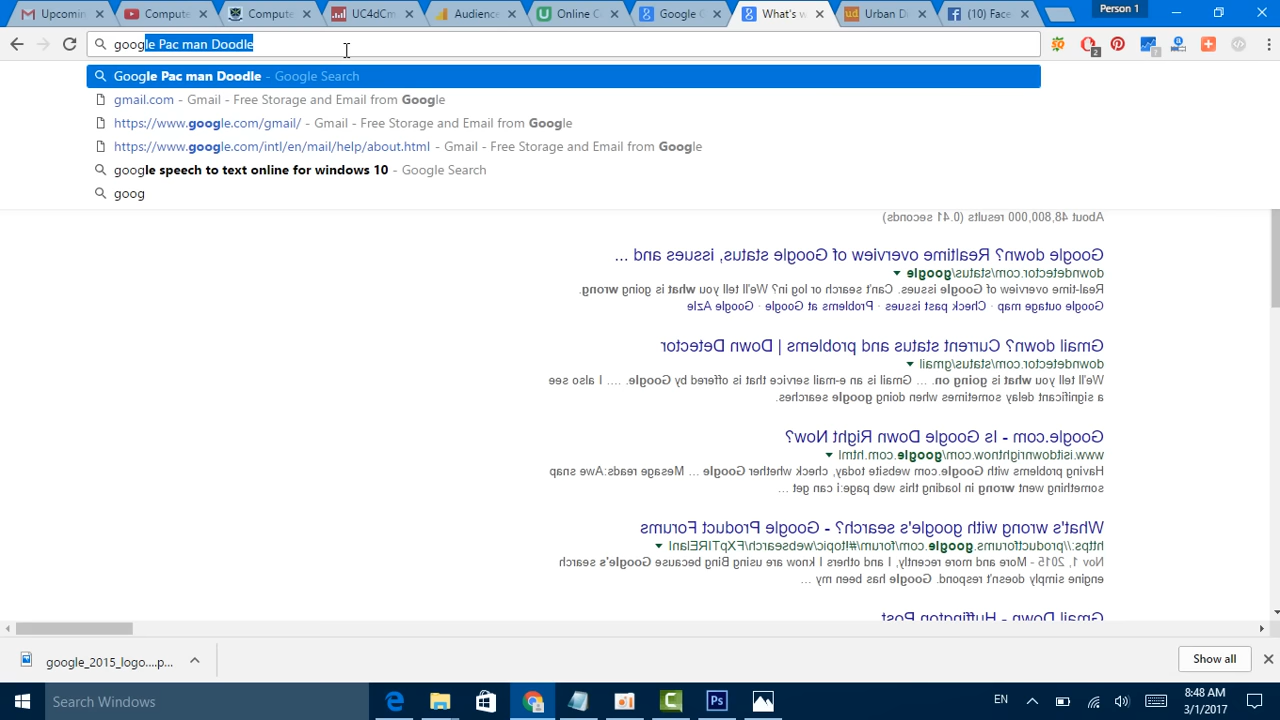 Upcomin
Compute
Compute
UC4dCm
Audience
Online C
Google G
What's w
Urban Di
(10) Face
Person 1
google Pac man Doodle
2
7
Google Pac man Doodle - Google Search
gmail.com - Gmail - Free Storage and Email from Google
https://www.google.com/gmail/ - Gmail - Free Storage and Email from Google
https://www.google.com/intl/en/mail/help/about.html - Gmail - Free Storage and Email from Google
google speech to text online for windows 10 - Google Search
goog
About 48,800,000 results (0.41 seconds)
Google down? Realtime overview of Google status, issues and ...
downdetector.com/status/google
Real-time overview of Google issues. Can't search or log in? We'll tell you what is going wrong.
Google outage map · Check past issues · Problems at Google · Google Azle
Gmail down? Current status and problems | Down Detector
downdetector.com/status/gmail
We'll tell you what is going on. ... Gmail is an e-mail service that is offered by Google. .... I also see
a significant delay sometimes when doing google searches.
Google.com - Is Google Down Right Now?
www.isitdownrightnow.com/google.com.html
Having problems with Google.com website today, check whether Google ... Message reads:Awe snap
something went wrong in loading this web page:i can get ...
What's wrong with google's search? - Google Product Forums
Nov 1, 2015 - More and more recently, I and others I know are using Bing because Google's search
engine simply doesn't respond. Google has been my ...
Gmail Down - Huffington Post
google_2015_logo....p...
Show all
Search Windows
EN
8:48 AM
3/1/2017